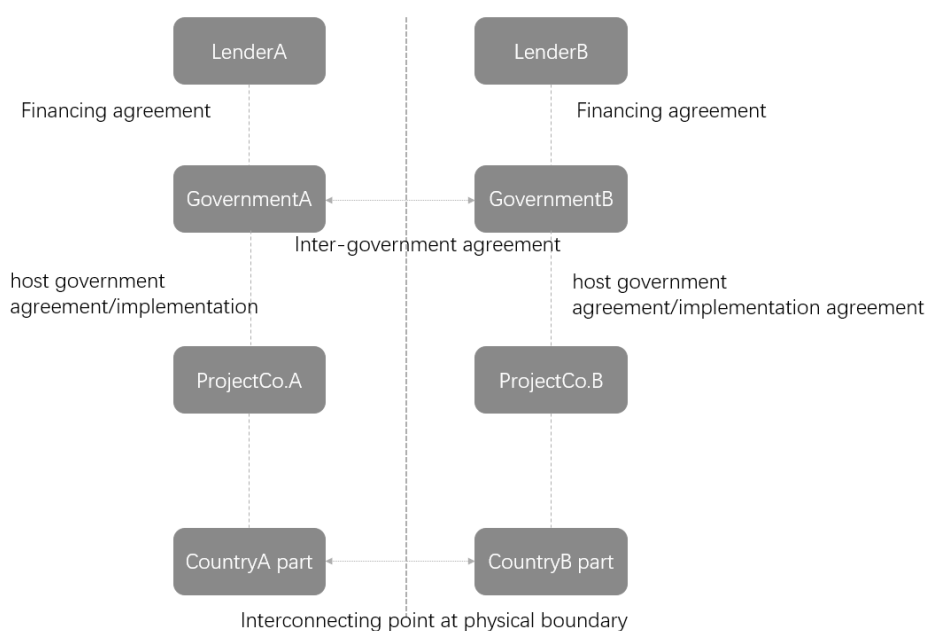 LenderA
LenderB
Financing agreement
Financing agreement
GovernmentA
GovernmentB
Inter-government agreement
host government
agreement/implementation
host government
agreement/implementation agreement
ProjectCo.A
ProjectCo.B
CountryA part
CountryB part
Interconnecting point at physical boundary